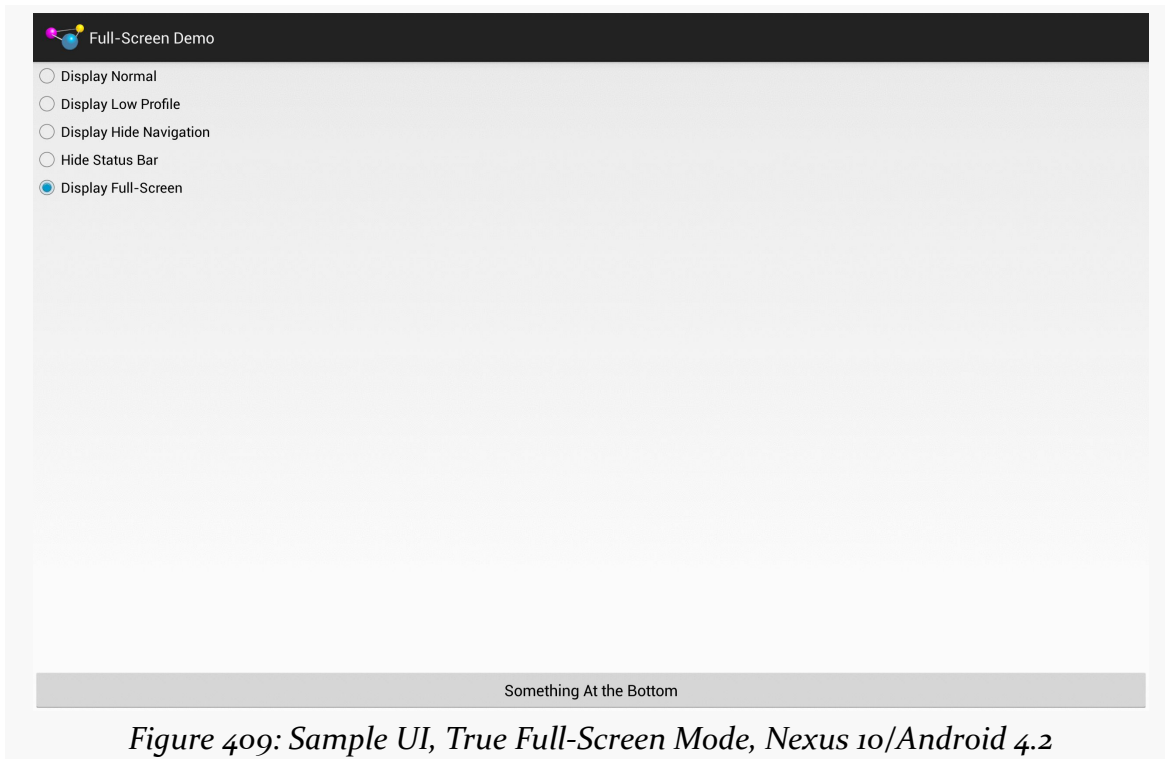 Full-Screen Demo
Display Normal
Display Low Profile
Display Hide Navigation
Hide Status Bar
Display Full-Screen
Something At the Bottom
Figure 409: Sample UI, True Full-Screen Mode, Nexus 10/Android 4.2